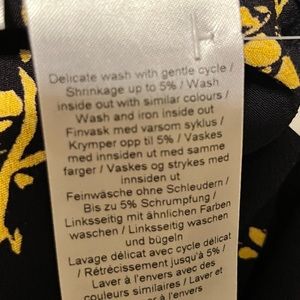 Delicate wash with gentle cycle /
Shrinkage up to 5% / Wash
inside out with similar colours /
Wash and iron inside out
Finvask med varsom syklus /
Krymper opp til 5% / Vaskes
med innsiden ut med samme
farger / Vaskes og strykes med
innsiden ut
Feinwäsche ohne Schleudern /
Bis zu 5% Schrumpfung /
Linksseitig mit ähnlichen Farben
waschen / Linksseitig waschen
und bügeln
Lavage délicat avec cycle délicat
/ Rétrécissement jusqu'à 5% /
Laver à l'envers avec des
couleurs similaires / Laver et
repasser à l'envers